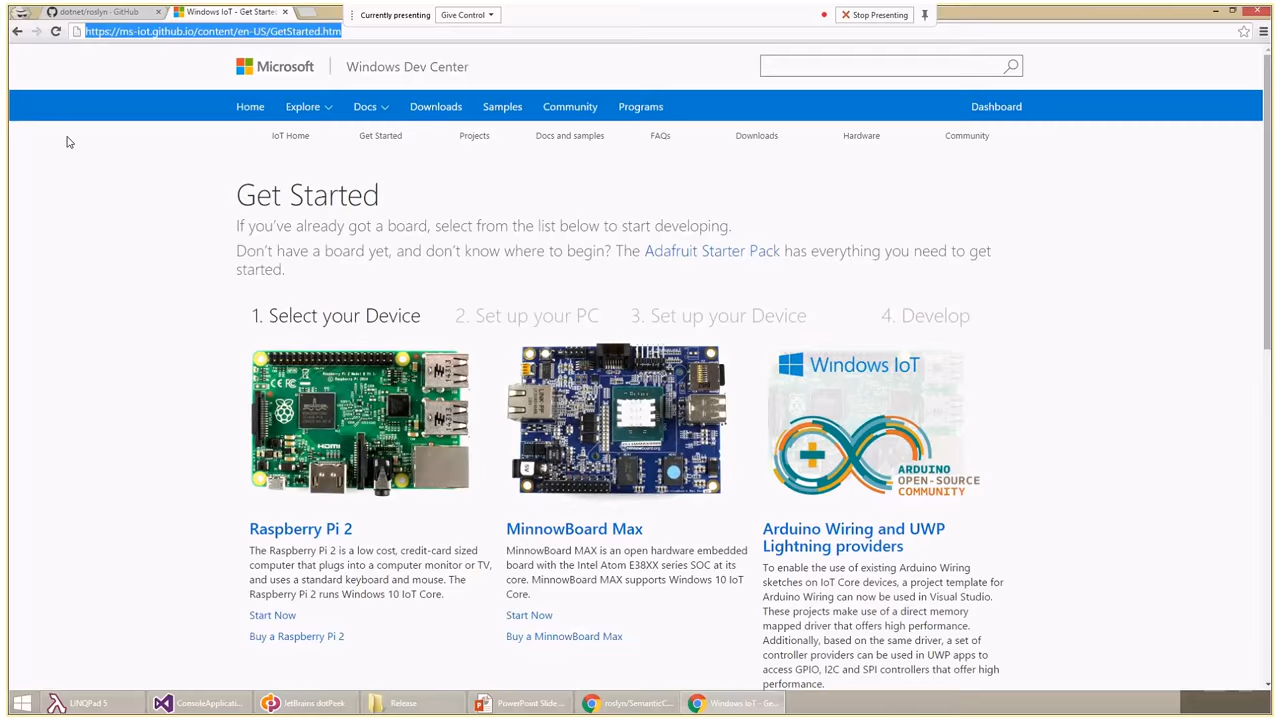 dotnet/roslyn · GitHub
Windows IoT - Get Starte
Currently presenting
Give Control
Stop Presenting
https://ms-iot.github.io/content/en-US/GetStarted.htm
Microsoft
Windows Dev Center
Home Explore Docs Downloads Samples Community Programs Dashboard
IoT Home Get Started Projects Docs and samples FAQs Downloads Hardware Community
Get Started
If you've already got a board, select from the list below to start developing.
Don't have a board yet, and don't know where to begin? The Adafruit Starter Pack has everything you need to get
started.
1. Select your Device 2. Set up your PC 3. Set up your Device 4. Develop
HDMI
Windows IoT
ARDUINO
OPEN-SOURCE
COMMUNITY
Raspberry Pi 2
The Raspberry Pi 2 is a low cost, credit-card sized
computer that plugs into a computer monitor or TV,
and uses a standard keyboard and mouse. The
Raspberry Pi 2 runs Windows 10 IoT Core.
Start Now
Buy a Raspberry Pi 2
MinnowBoard Max
MinnowBoard MAX is an open hardware embedded
board with the Intel Atom E38XX series SOC at its
core. MinnowBoard MAX supports Windows 10 IoT
Core.
Start Now
Buy a MinnowBoard Max
Arduino Wiring and UWP
Lightning providers
To enable the use of existing Arduino Wiring
sketches on IoT Core devices, a project template for
Arduino Wiring can now be used in Visual Studio.
These projects make use of a direct memory
mapped driver that offers high performance.
Additionally, based on the same driver, a set of
controller providers can be used in UWP apps to
access GPIO, I2C and SPI controllers that offer high
performance.
LINQPad 5
ConsoleApplicati...
JetBrains dotPeek
Release
PowerPoint Slide...
roslyn/SemanticC...
Windows IoT - Ge...